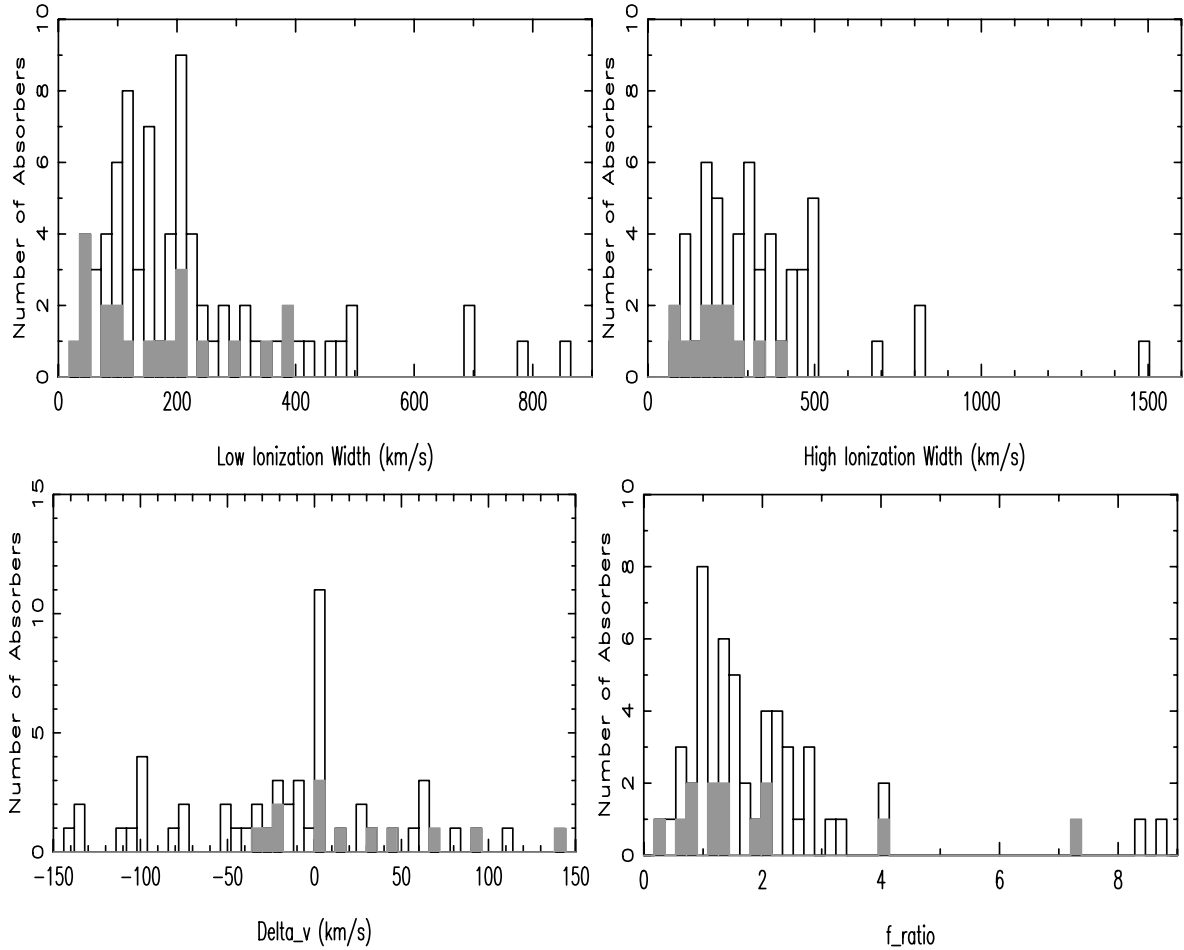 Number of Absorbers
0 2 4 6 8 10
0 200 400 600 800
Low Ionization Width (km/s)
Number of Absorbers
0 2 4 6 8 10
0 500 1000 1500
High Ionization Width (km/s)
Number of Absorbers
0 5 10 15
−150 −100 −50 0 50 100 150
Delta_v (km/s)
Number of Absorbers
0 2 4 6 8 10
0 2 4 6 8
f_ratio